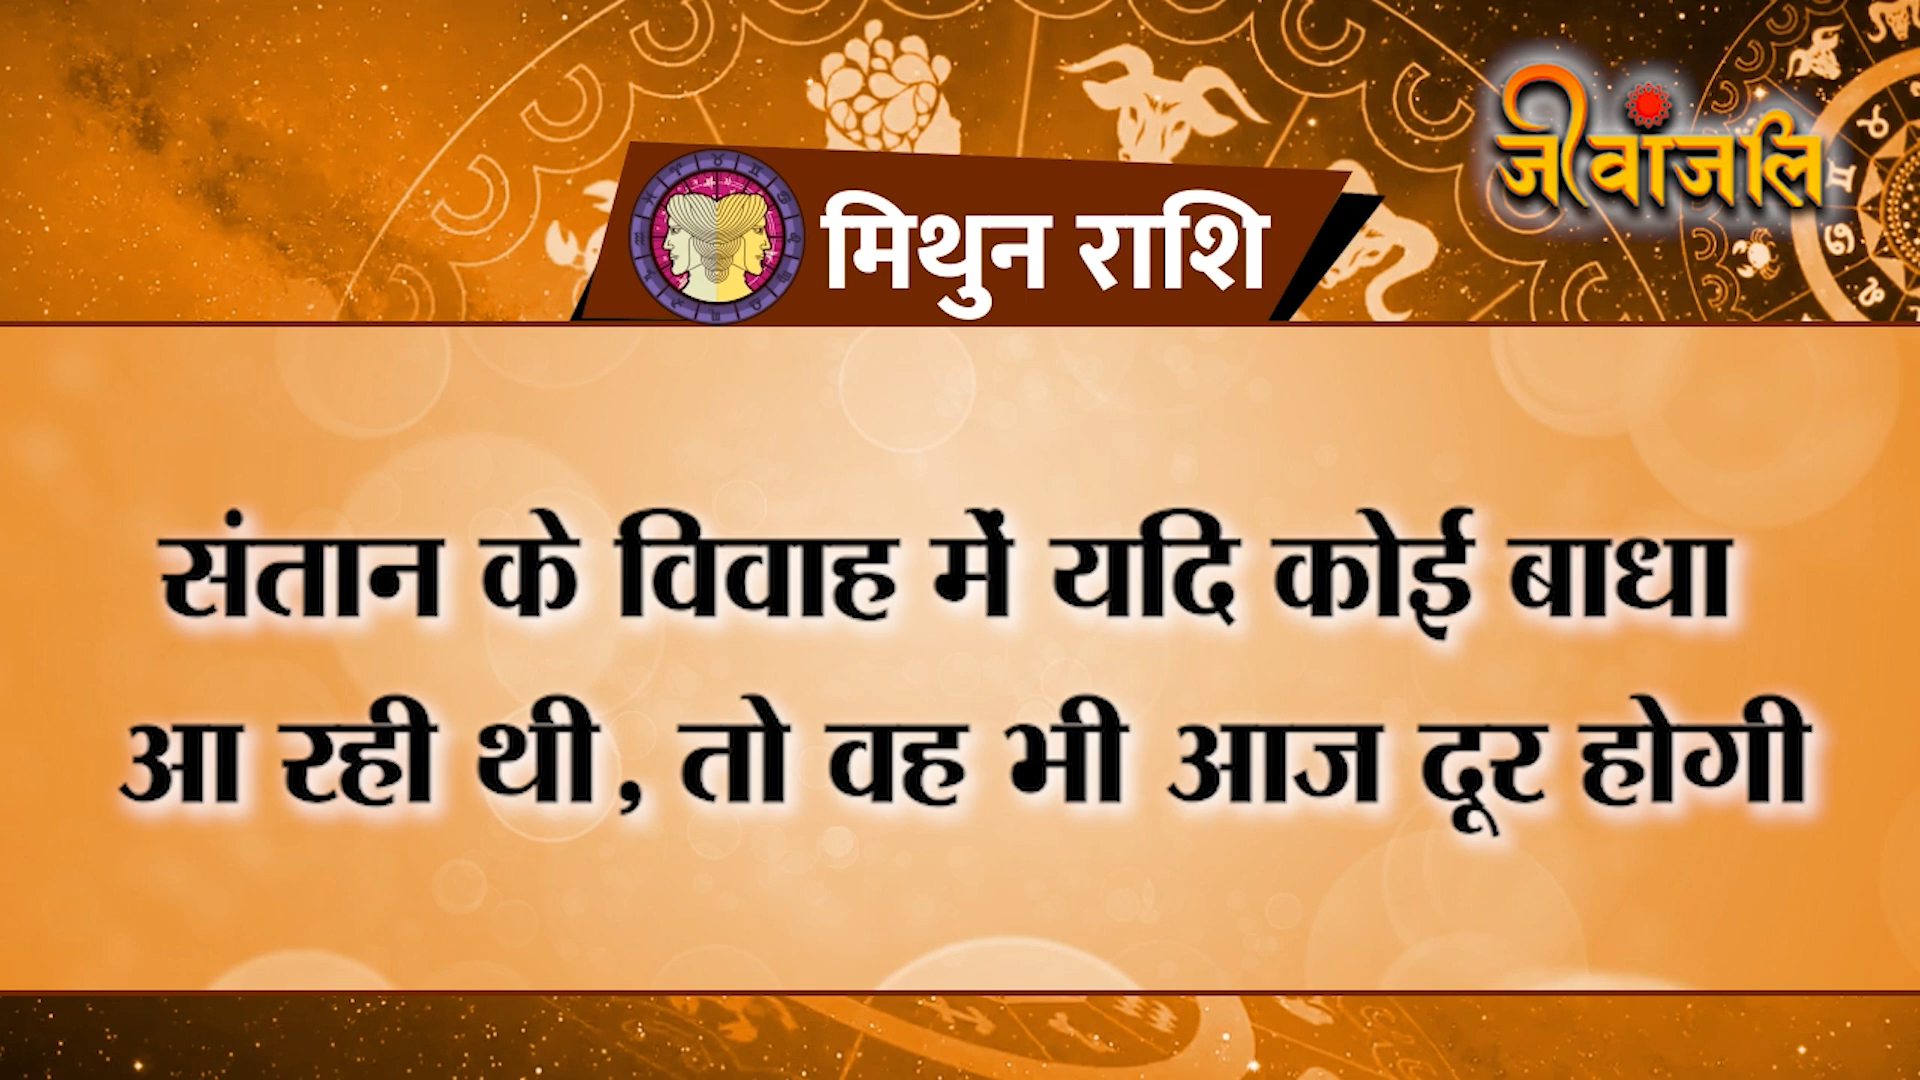 जीवांजलि
मिथुन राशि
संतान के विवाह में यदि कोई बाधा
आ रही थी, तो वह भी आज दूर होगी